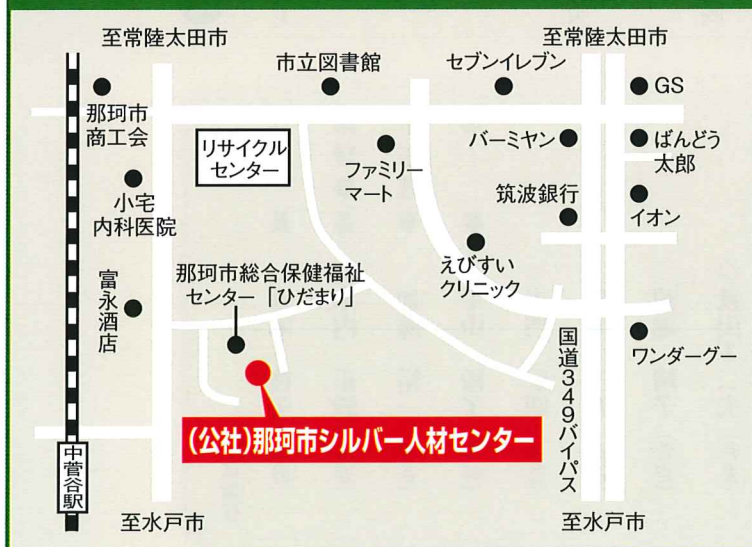 至常陸太田市
至常陸太田市
市立図書館
セブンイレブン
GS
那珂市
商工会
リサイクル
センター
ファミリー
マート
バーミヤン
ばんどう
太郎
小宅
内科医院
筑波銀行
イオン
那珂市総合保健福祉
センター「ひだまり」
えびすい
クリニック
富永酒店
国道349バイパス
ワンダーグー
(公社)那珂市シルバー人材センター
中菅谷駅
至水戸市
至水戸市